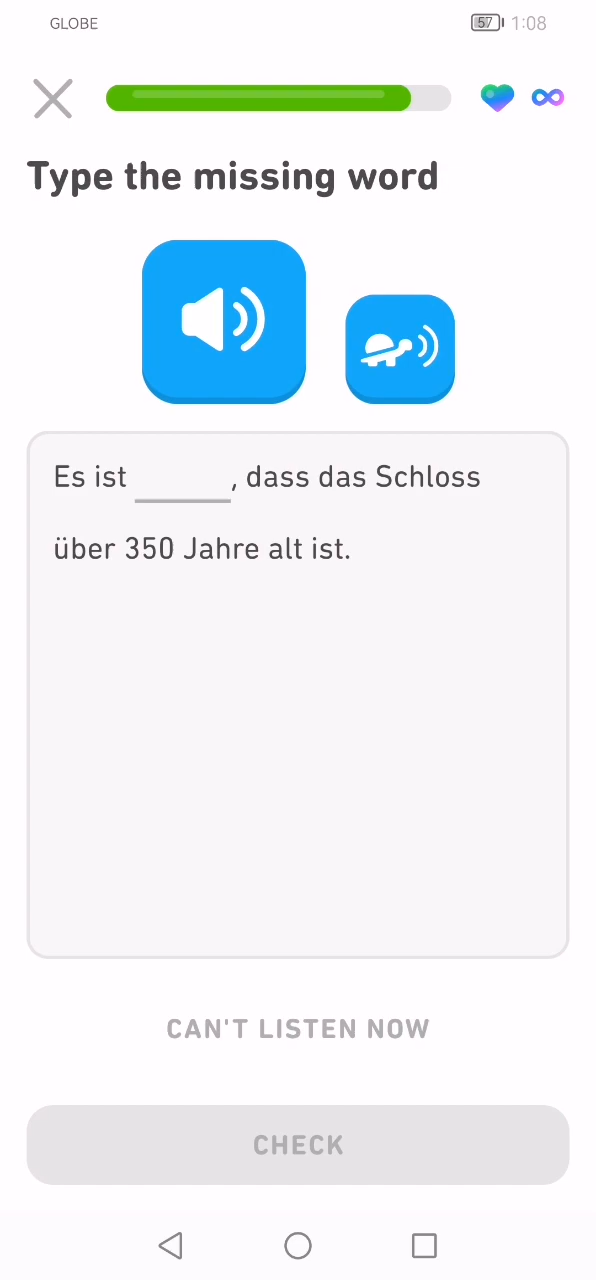 GLOBE 57 1:08
Type the missing word
Es ist ______, dass das Schloss
über 350 Jahre alt ist.
CAN'T LISTEN NOW
CHECK